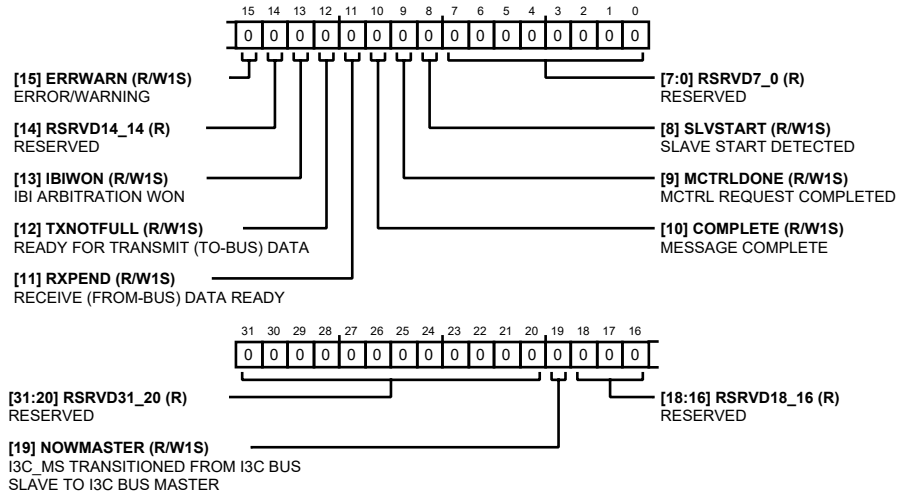 15 14 13 12 11 10 9 8 7 6 5 4 3 2 1 0
0 0 0 0 0 0 0 0 0 0 0 0 0 0 0 0
[15] ERRWARN (R/W1S)
ERROR/WARNING
[14] RSRVD14_14 (R)
RESERVED
[13] IBIWON (R/W1S)
IBI ARBITRATION WON
[12] TXNOTFULL (R/W1S)
READY FOR TRANSMIT (TO-BUS) DATA
[11] RXPEND (R/W1S)
RECEIVE (FROM-BUS) DATA READY
[7:0] RSRVD7_0 (R)
RESERVED
[8] SLVSTART (R/W1S)
SLAVE START DETECTED
[9] MCTRLDONE (R/W1S)
MCTRL REQUEST COMPLETED
[10] COMPLETE (R/W1S)
MESSAGE COMPLETE
31 30 29 28 27 26 25 24 23 22 21 20 19 18 17 16
0 0 0 0 0 0 0 0 0 0 0 0 0 0 0 0
[31:20] RSRVD31_20 (R)
RESERVED
[19] NOWMASTER (R/W1S)
I3C_MS TRANSITIONED FROM I3C BUS
SLAVE TO I3C BUS MASTER
[18:16] RSRVD18_16 (R)
RESERVED